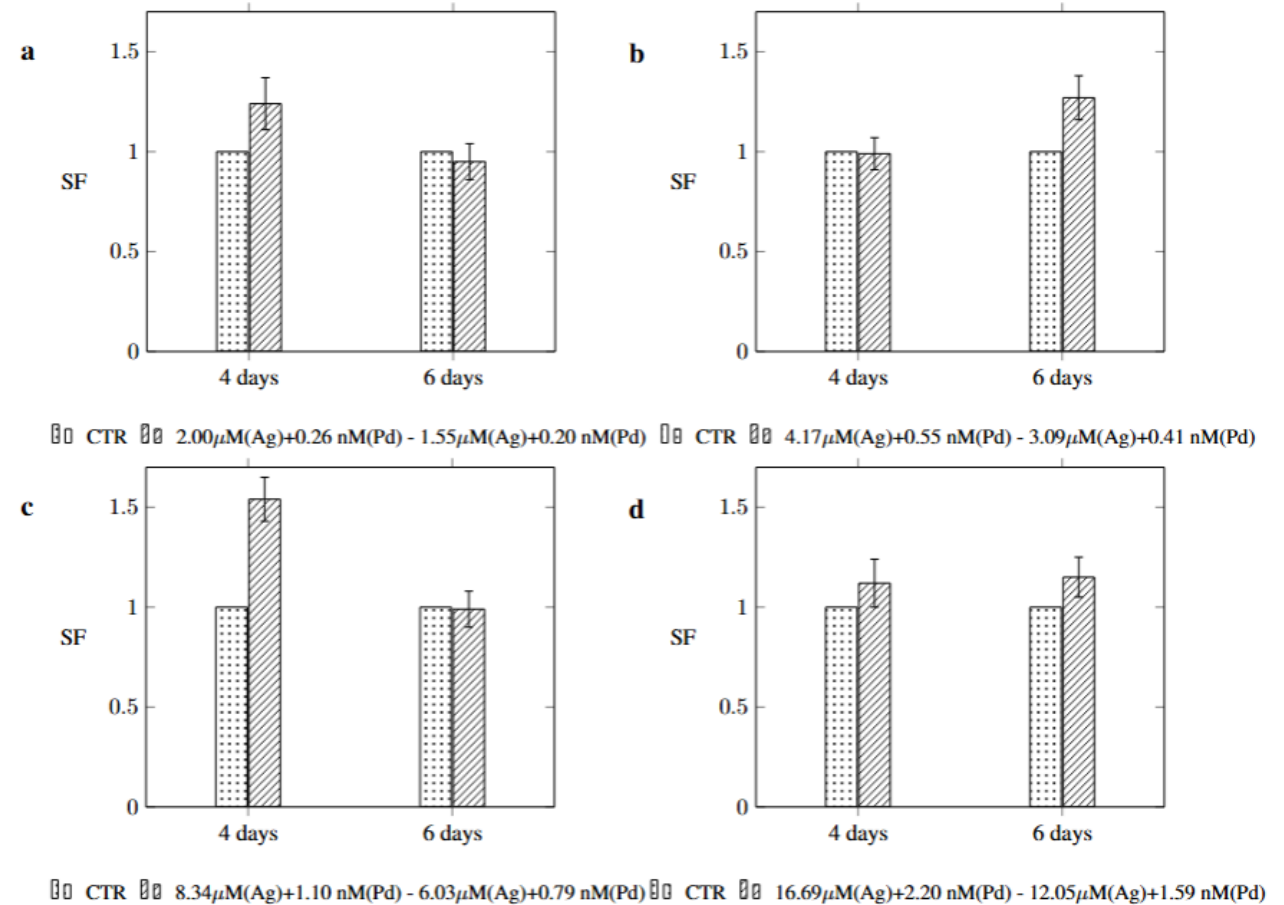 a
1.5
1
SF
0.5
0
4 days 6 days
b
1.5
1
SF
0.5
0
4 days 6 days
CTR 2.00μM(Ag)+0.26 nM(Pd) - 1.55μM(Ag)+0.20 nM(Pd)
CTR 4.17μM(Ag)+0.55 nM(Pd) - 3.09μM(Ag)+0.41 nM(Pd)
c
1.5
1
SF
0.5
0
4 days 6 days
d
1.5
1
SF
0.5
0
4 days 6 days
CTR 8.34μM(Ag)+1.10 nM(Pd) - 6.03μM(Ag)+0.79 nM(Pd)
CTR 16.69μM(Ag)+2.20 nM(Pd) - 12.05μM(Ag)+1.59 nM(Pd)